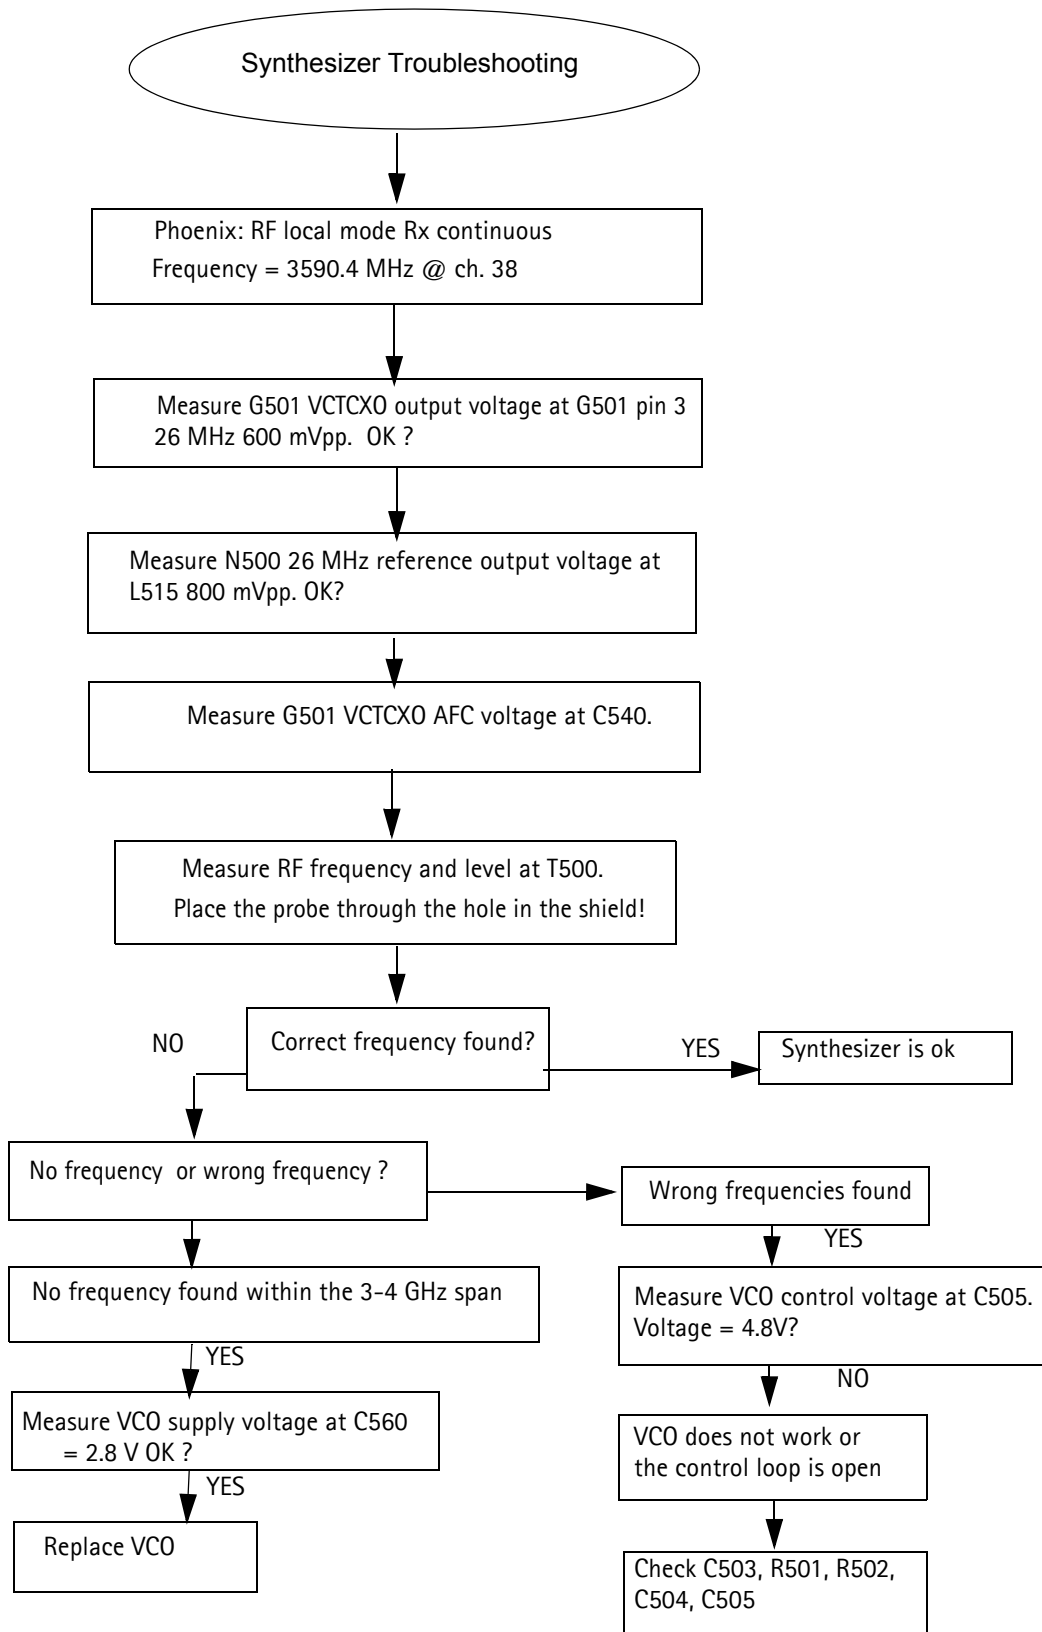 Synthesizer Troubleshooting
Phoenix: RF local mode Rx continuous
Frequency = 3590.4 MHz @ ch. 38
Measure G501 VCTCXO output voltage at G501 pin 3
26 MHz 600 mVpp. OK ?
Measure N500 26 MHz reference output voltage at
L515 800 mVpp. OK?
Measure G501 VCTCXO AFC voltage at C540.
Measure RF frequency and level at T500.
Place the probe through the hole in the shield!
Correct frequency found?
NO
YES
Synthesizer is ok
No frequency or wrong frequency ?
Wrong frequencies found
YES
No frequency found within the 3-4 GHz span
Measure VCO control voltage at C505.
Voltage = 4.8V?
YES
NO
Measure VCO supply voltage at C560
= 2.8 V OK ?
VCO does not work or
the control loop is open
YES
Replace VCO
Check C503, R501, R502,
C504, C505